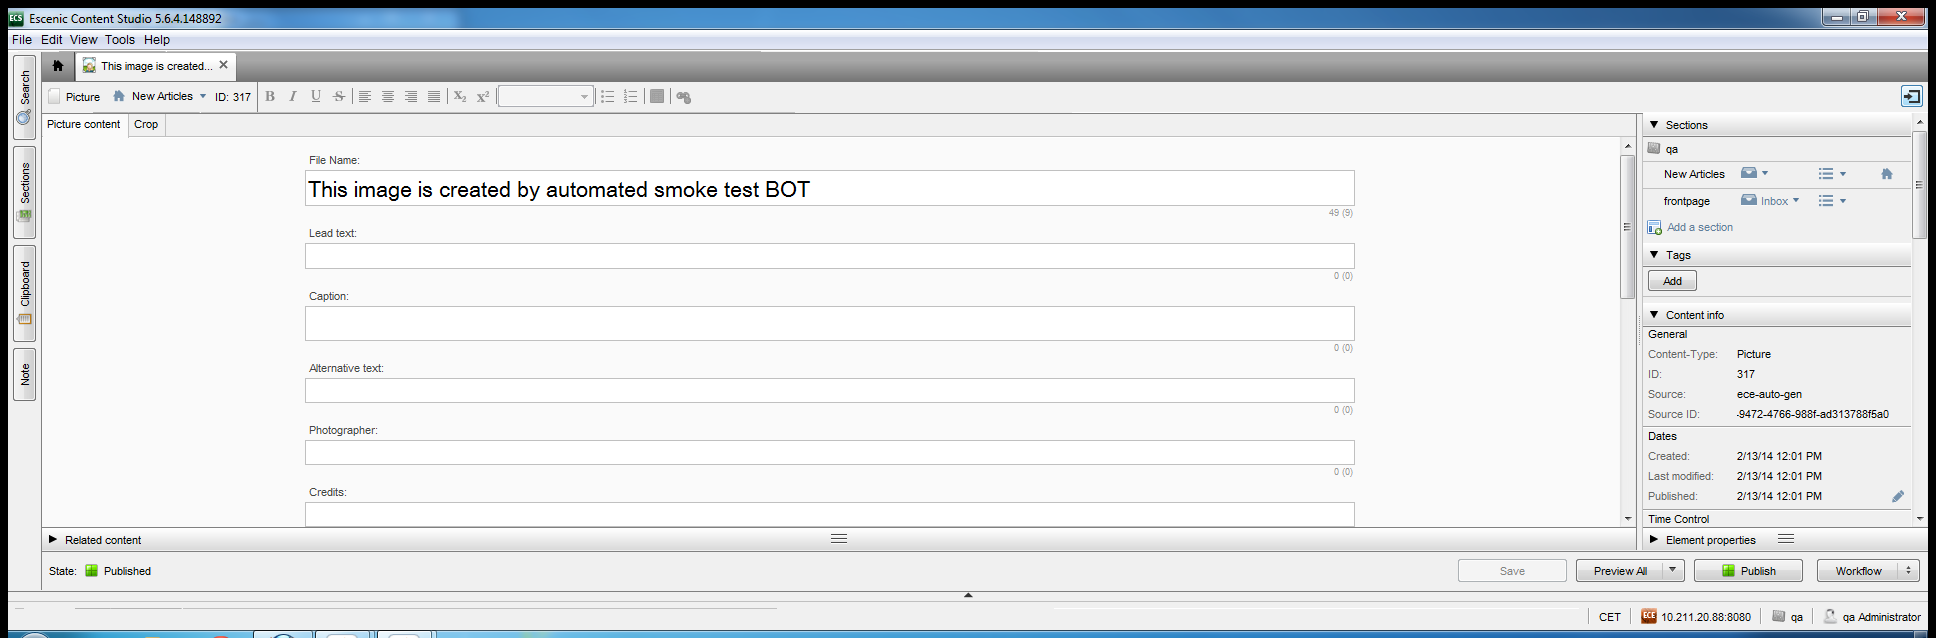 ECS Escenic Content Studio 5.6.4.148892
File Edit View Tools Help
This image is created...
Picture New Articles ID: 317 B I U S X2 X2
Picture content Crop
Search
Sections
Clipboard
Note
File Name:
This image is created by automated smoke test BOT
49 (9)
Lead text:
0 (0)
Caption:
0 (0)
Alternative text:
0 (0)
Photographer:
0 (0)
Credits:
Related content
Sections
qa
New Articles
frontpage Inbox
Add a section
Tags
Add
Content info
General
Content-Type: Picture
ID: 317
Source: ece-auto-gen
Source ID: -9472-4766-988f-ad313788f5a0
Dates
Created: 2/13/14 12:01 PM
Last modified: 2/13/14 12:01 PM
Published: 2/13/14 12:01 PM
Time Control
Element properties
State: Published
Save Preview All Publish Workflow
CET ECE 10.211.20.88:8080 qa qa Administrator